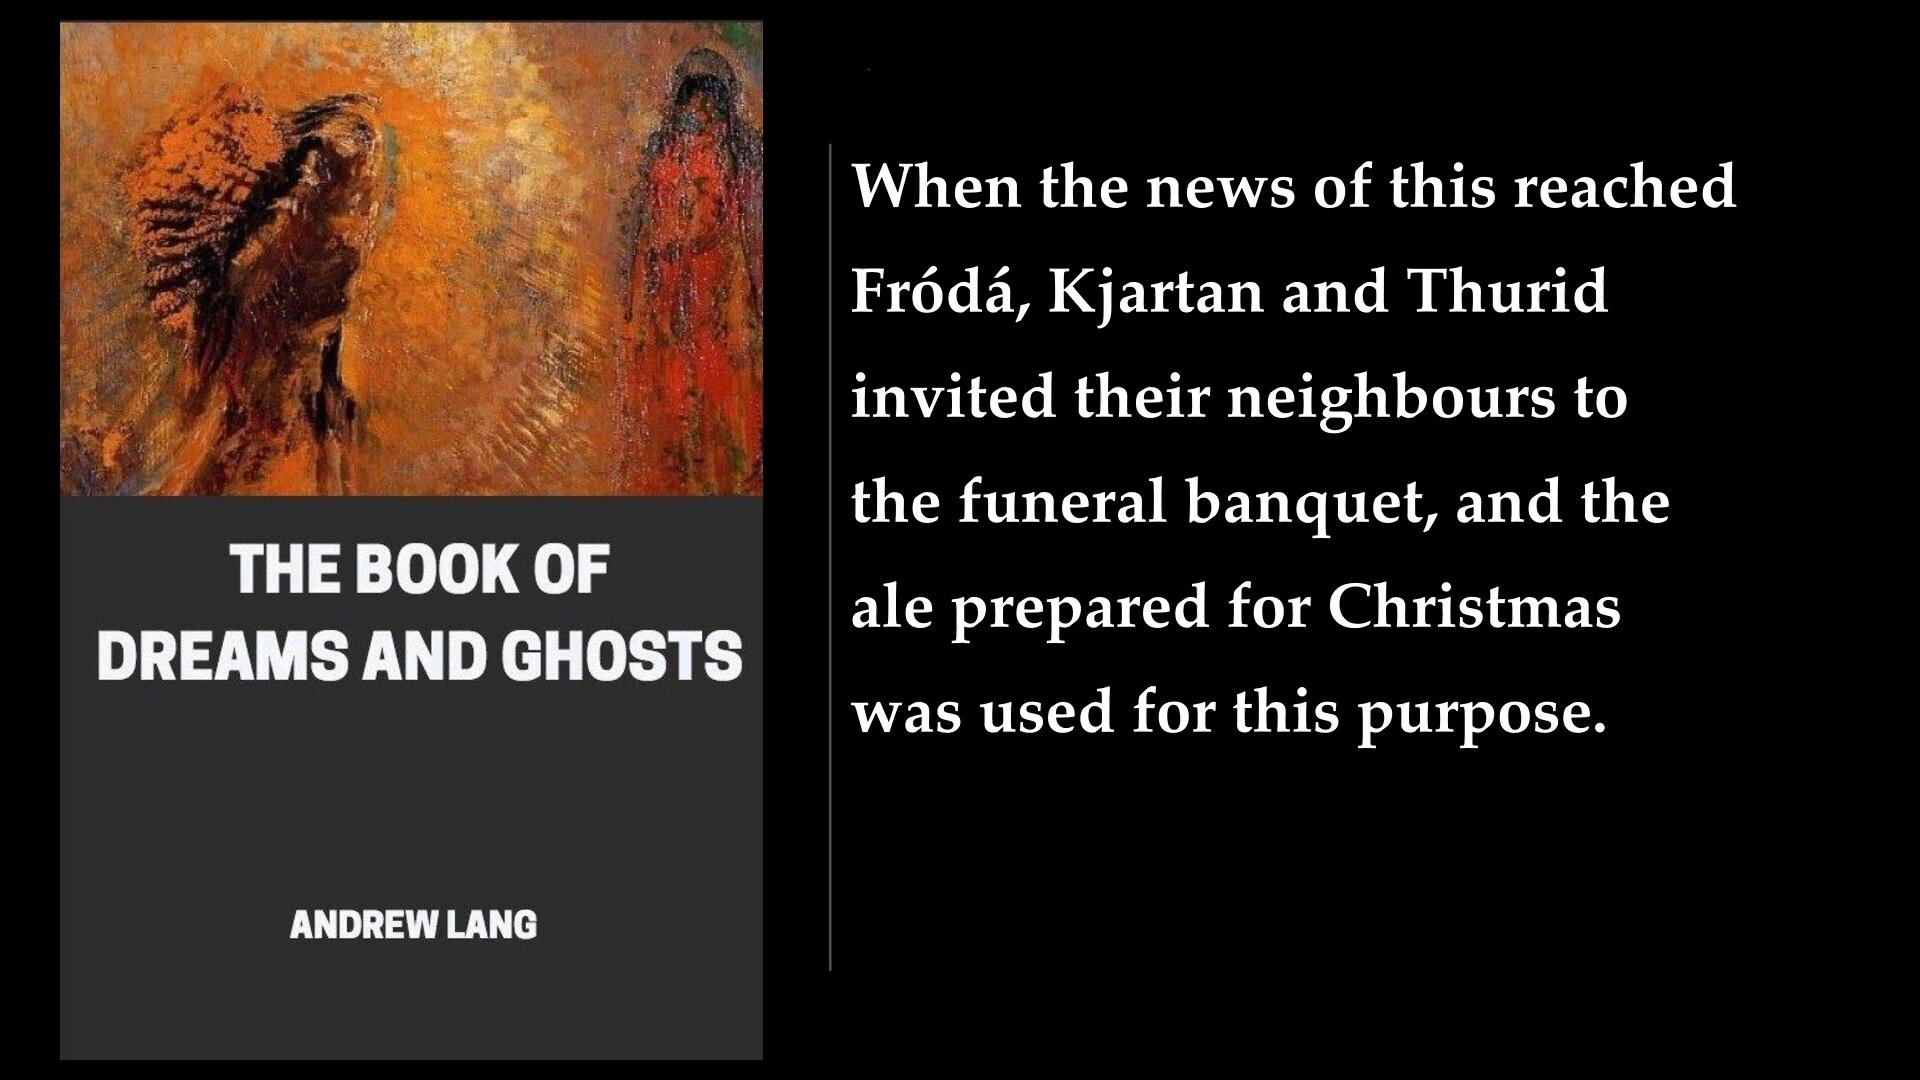 THE BOOK OF
DREAMS AND GHOSTS
ANDREW LANG
When the news of this reached
Fródá, Kjartan and Thurid
invited their neighbours to
the funeral banquet, and the
ale prepared for Christmas
was used for this purpose.